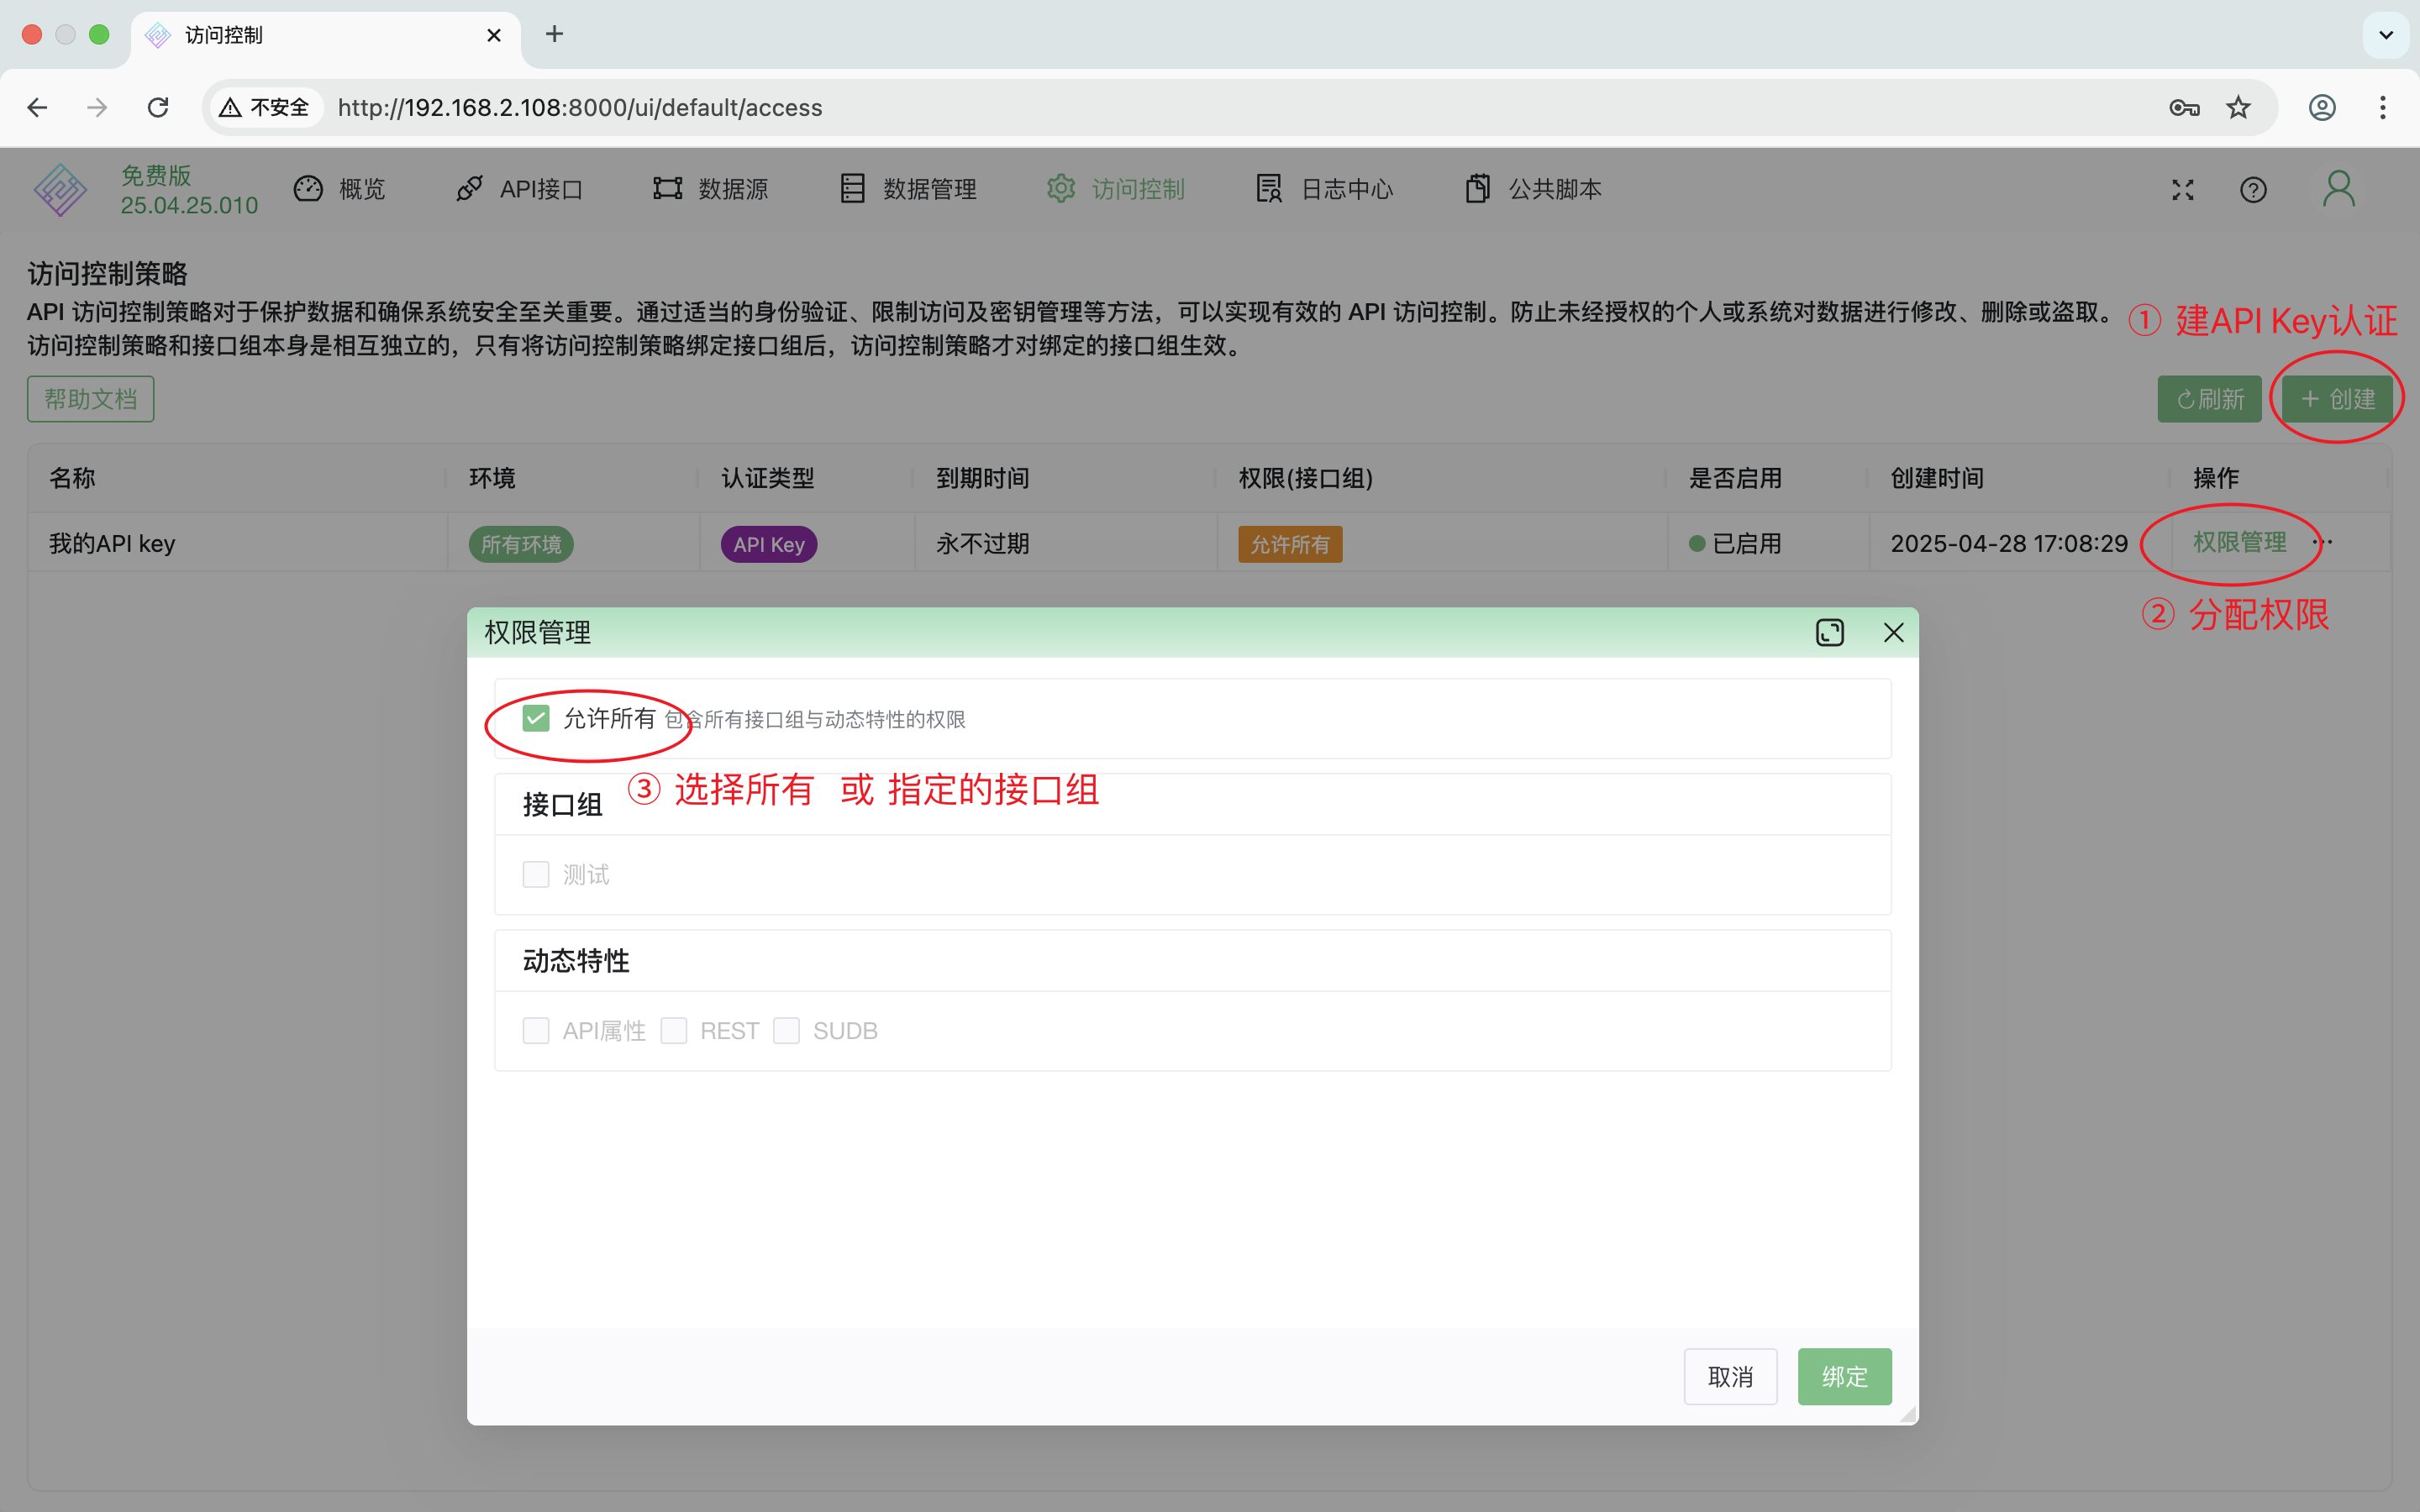 访问控制
不安全
http://192.168.2.108:8000/ui/default/access
免费版
25.04.25.010
概览
API接口
数据源
数据管理
访问控制
日志中心
公共脚本
访问控制策略
API 访问控制策略对于保护数据和确保系统安全至关重要。通过适当的身份验证、限制访问及密钥管理等方法，可以实现有效的 API 访问控制。防止未经授权的个人或系统对数据进行修改、删除或盗取。
① 建API Key认证
访问控制策略和接口组本身是相互独立的，只有将访问控制策略绑定接口组后，访问控制策略才对绑定的接口组生效。
帮助文档
刷新
+ 创建
名称 环境 认证类型 到期时间 权限(接口组) 是否启用 创建时间 操作
我的API key 所有环境 API Key 永不过期 允许所有 已启用 2025-04-28 17:08:29 权限管理 ···
② 分配权限
权限管理
允许所有 包含所有接口组与动态特性的权限
③ 选择所有 或 指定的接口组
接口组
测试
动态特性
API属性 REST SUDB
取消 绑定